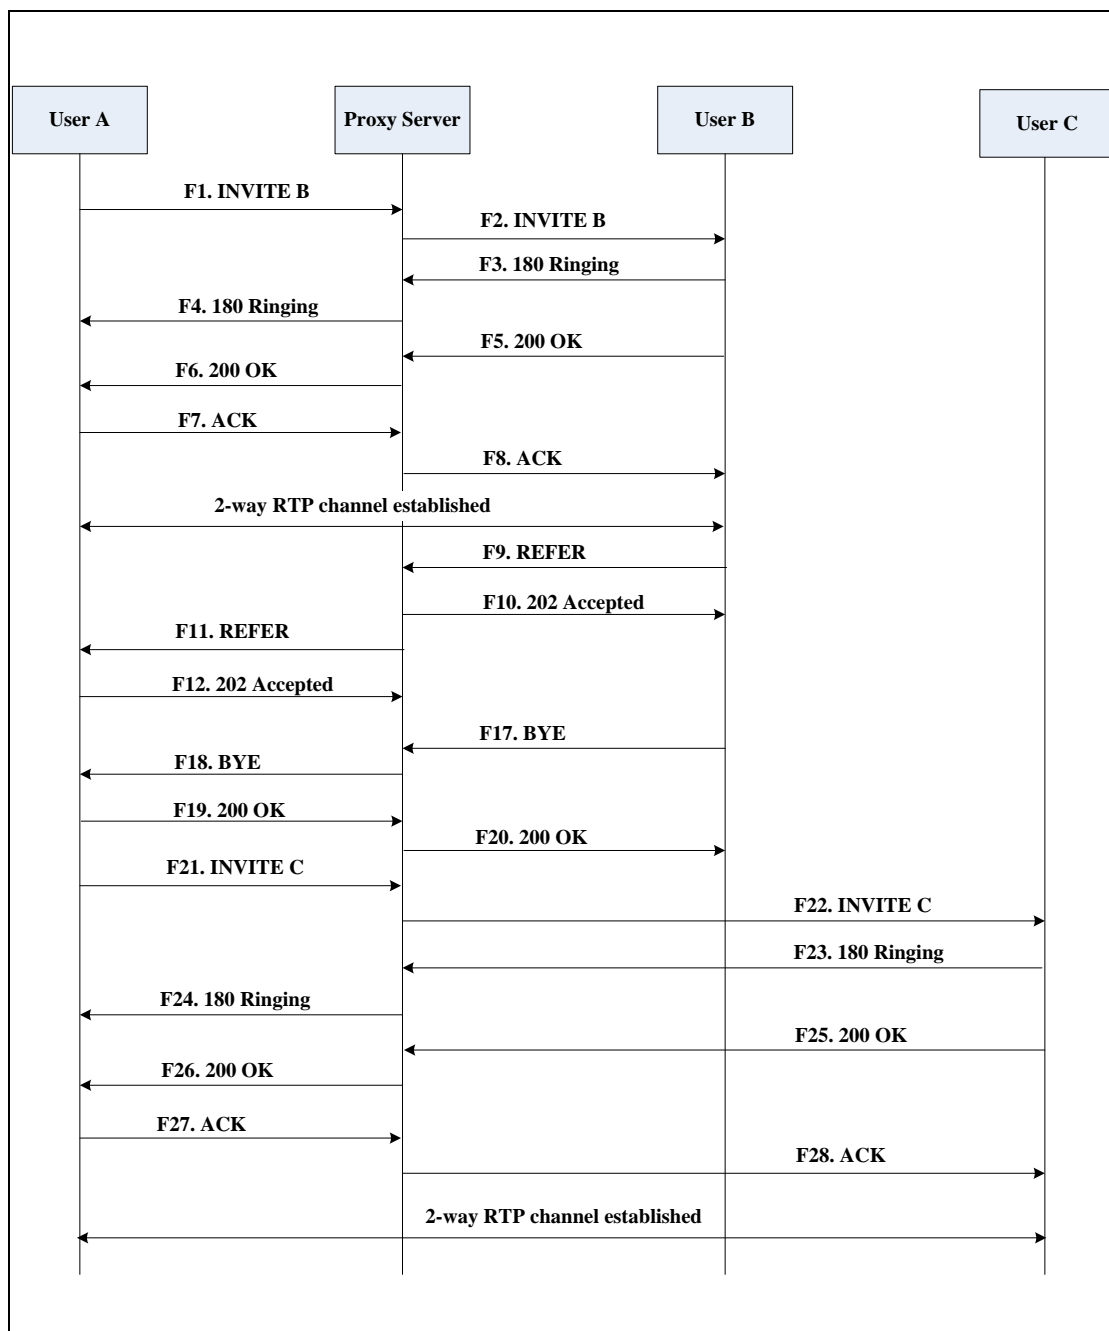 User A
Proxy Server
User B
User C
F1. INVITE B
F2. INVITE B
F3. 180 Ringing
F4. 180 Ringing
F5. 200 OK
F6. 200 OK
F7. ACK
F8. ACK
2-way RTP channel established
F9. REFER
F10. 202 Accepted
F11. REFER
F12. 202 Accepted
F17. BYE
F18. BYE
F19. 200 OK
F20. 200 OK
F21. INVITE C
F22. INVITE C
F23. 180 Ringing
F24. 180 Ringing
F25. 200 OK
F26. 200 OK
F27. ACK
F28. ACK
2-way RTP channel established